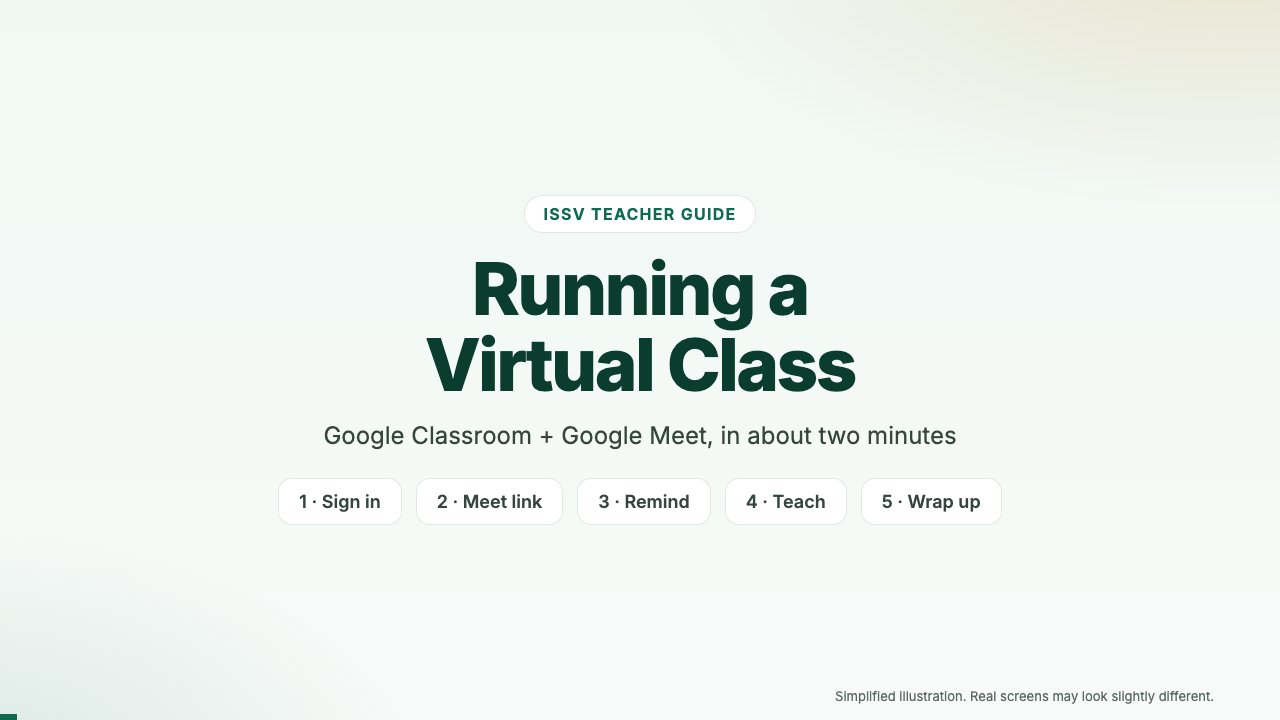 ISSV TEACHER GUIDE
Running a
Virtual Class
Google Classroom + Google Meet, in about two minutes
1 · Sign in
2 · Meet link
3 · Remind
4 · Teach
5 · Wrap up
Simplified illustration. Real screens may look slightly different.